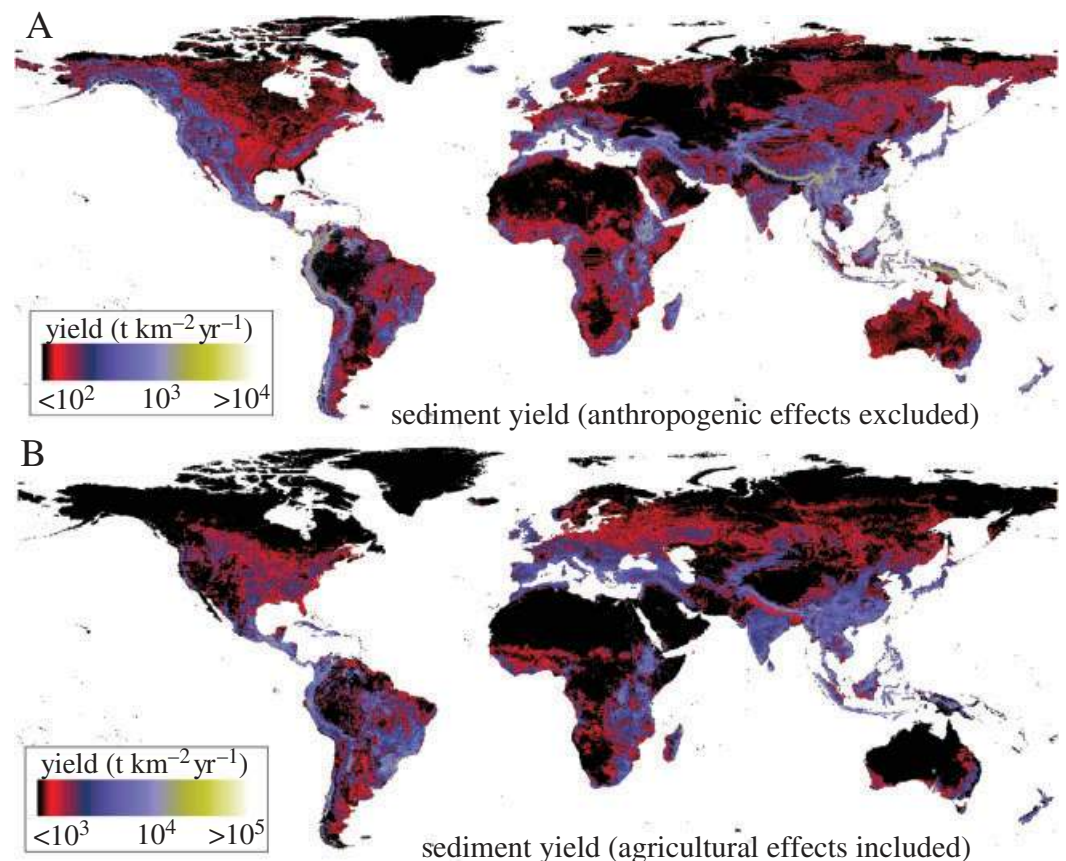 A
yield (t km⁻² yr⁻¹)
<10² 10³ >10⁴
sediment yield (anthropogenic effects excluded)
B
yield (t km⁻² yr⁻¹)
<10³ 10⁴ >10⁵
sediment yield (agricultural effects included)